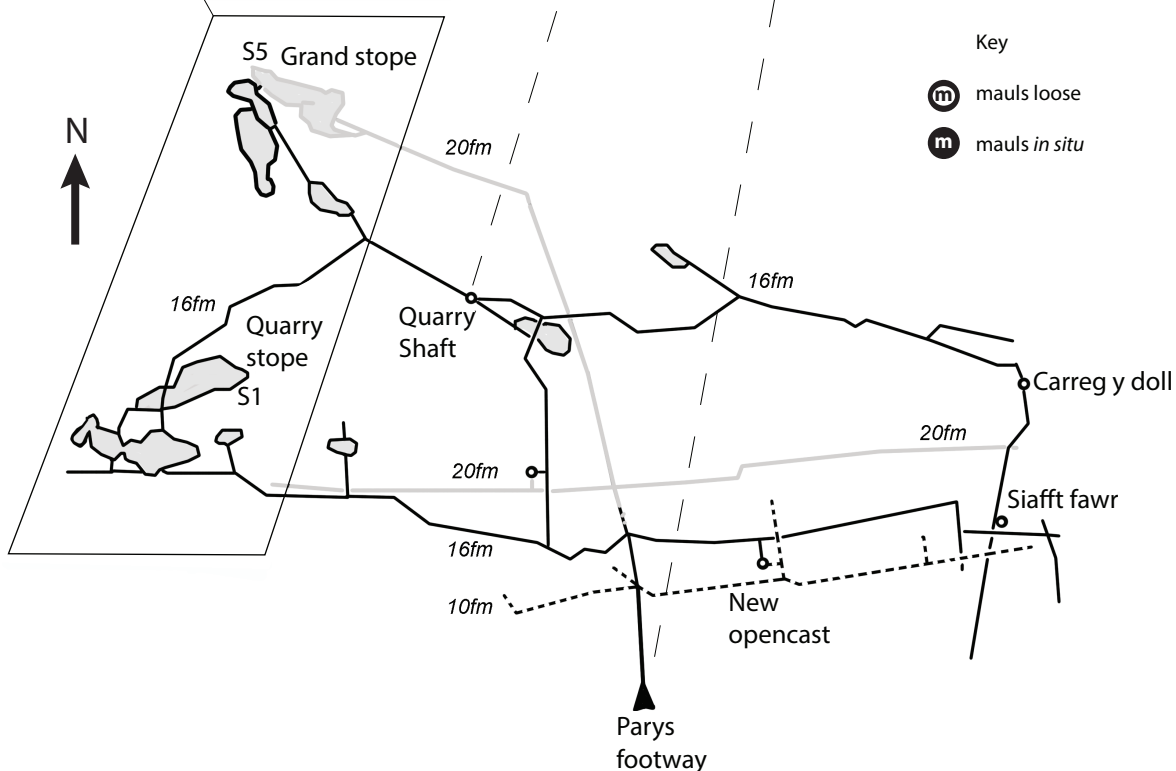 S5 Grand stope
Key
m mauls loose
m mauls in situ
N
20fm
16fm
16fm
Quarry
stope
Quarry
Shaft
S1
Carreg y doll
20fm
20fm
Siafft fawr
16fm
10fm
New
opencast
Parys
footway